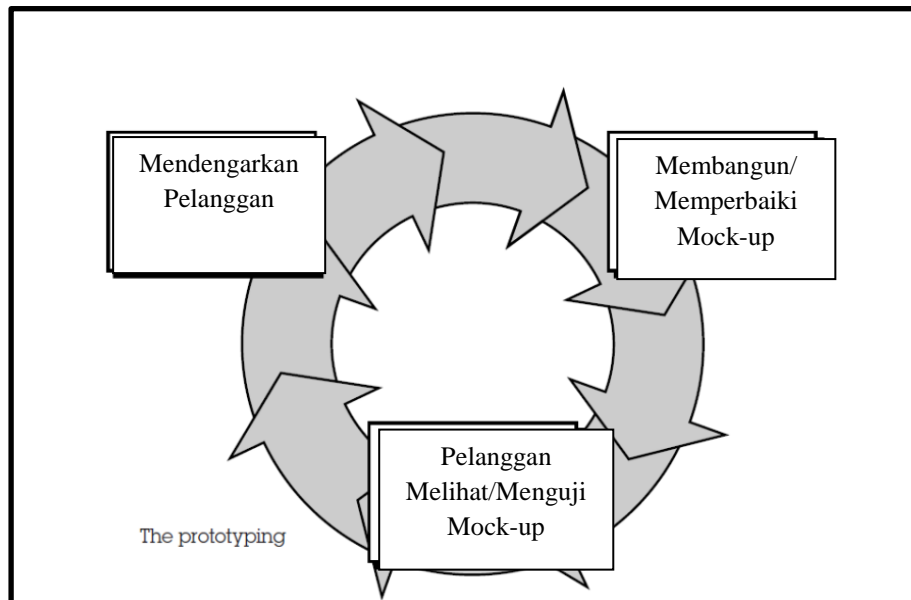 Mendengarkan
Pelanggan
Membangun/
Memperbaiki
Mock-up
Pelanggan
Melihat/Menguji
Mock-up
The prototyping